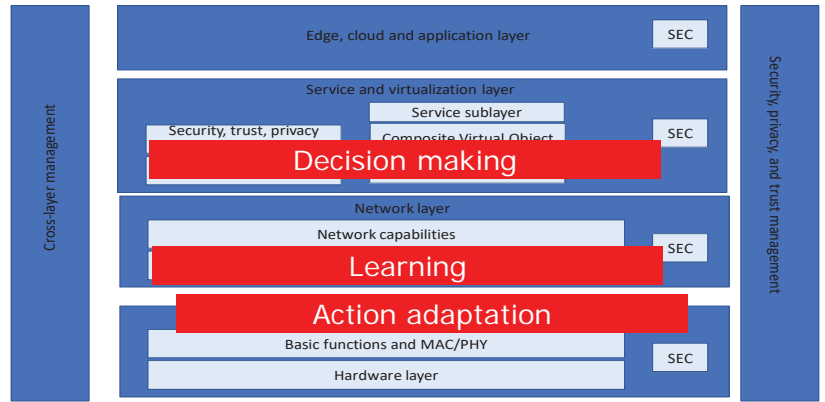 Cross-layer management
Edge, cloud and application layer
SEC
Service and virtualization layer
Service sublayer
Security, trust, privacy
Composite Virtual Object
SEC
Decision making
Network layer
Network capabilities
SEC
Learning
Action adaptation
Basic functions and MAC/PHY
SEC
Hardware layer
Security, privacy, and trust management